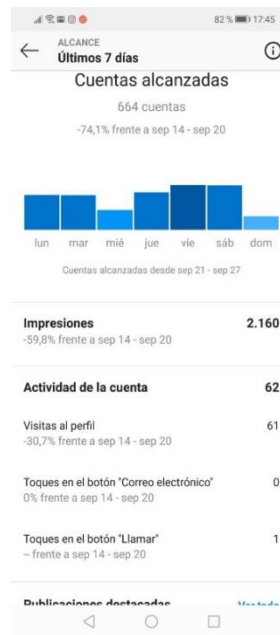 82 % 17:45
ALCANCE
Últimos 7 días
Cuentas alcanzadas
664 cuentas
-74,1% frente a sep 14 - sep 20
lun mar mié jue vie sáb dom
Cuentas alcanzadas desde sep 21 - sep 27
Impresiones 2.160
-59,8% frente a sep 14 - sep 20
Actividad de la cuenta 62
Visitas al perfil 61
-30,7% frente a sep 14 - sep 20
Toques en el botón "Correo electrónico" 0
0% frente a sep 14 - sep 20
Toques en el botón "Llamar" 1
-- frente a sep 14 - sep 20
Publicaciones destacadas Ver todo